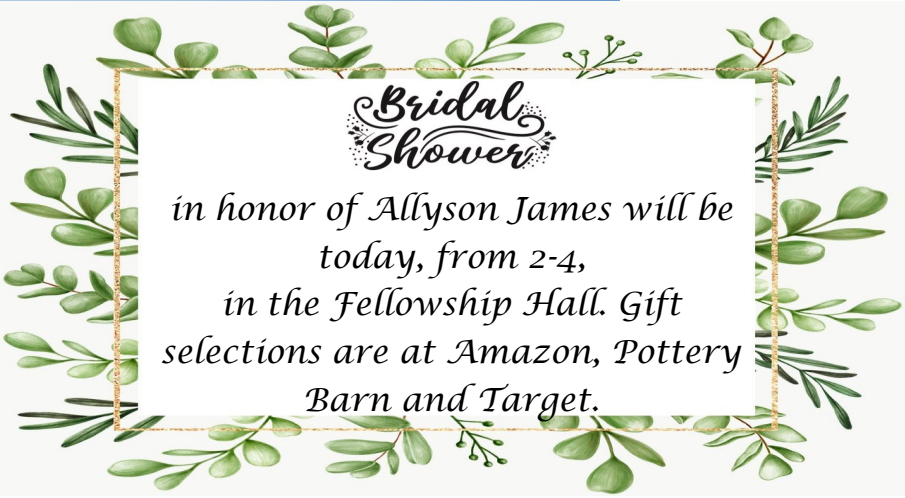 Bridal
Shower
in honor of Allyson James will be
today, from 2-4,
in the Fellowship Hall. Gift
selections are at Amazon, Pottery
Barn and Target.